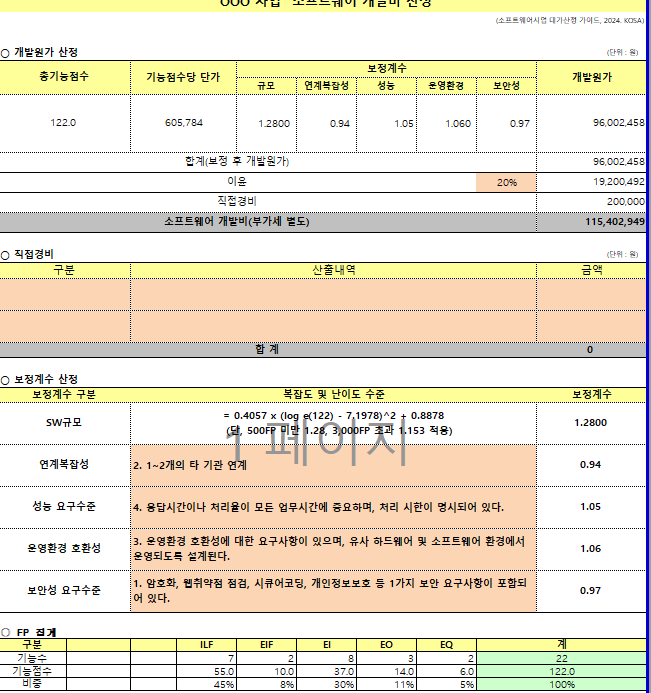 OOO 사업 소프트웨어 개발비 산정
(소프트웨어사업 대가산정 가이드, 2024. KOSA)
○ 개발원가 산정 (단위 : 원)
총기능점수 기능점수당 단가 보정계수 개발원가
규모 연계복잡성 성능 운영환경 보안성
122.0 605,784 1.2800 0.94 1.05 1.060 0.97 96,002,458
합계(보정 후 개발원가) 96,002,458
이윤 20% 19,200,492
직접경비 200,000
소프트웨어 개발비(부가세 별도) 115,402,949
○ 직접경비 (단위 : 원)
구분 산출내역 금액
합 계 0
○ 보정계수 산정
보정계수 구분 복잡도 및 난이도 수준 보정계수
SW규모 = 0.4057 x (log e(122) - 7.1978)^2 + 0.8878 1.2800
(단, 500FP 미만 1.28, 3,000FP 초과 1.153 적용)
1 페이지
연계복잡성 2. 1~2개의 타 기관 연계 0.94
성능 요구수준 4. 응답시간이나 처리율이 모든 업무시간에 중요하며, 처리 시한이 명시되어 있다. 1.05
운영환경 호환성 3. 운영환경 호환성에 대한 요구사항이 있으며, 유사 하드웨어 및 소프트웨어 환경에서 1.06
운영되도록 설계된다.
보안성 요구수준 1. 암호화, 웹취약점 점검, 시큐어코딩, 개인정보보호 등 1가지 보안 요구사항이 포함되 0.97
어 있다.
○ FP 집계
구분 ILF EIF EI EO EQ 계
기능수 7 2 8 3 2 22
기능점수 55.0 10.0 37.0 14.0 6.0 122.0
비중 45% 8% 30% 11% 5% 100%